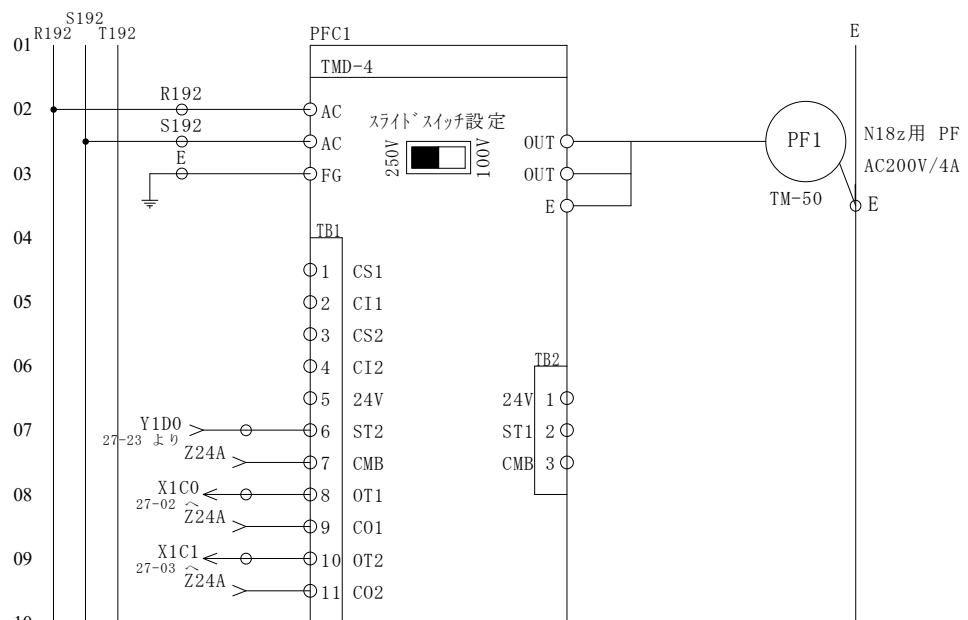 S192
R192 T192
01
PFC1
E
TMD-4
02
R192
AC
スライドスイッチ設定
S192
AC
250V
100V
OUT
PF1
N18z用 PF
E
03
FG
OUT
AC200V/4A
TM-50
E
E
04
TB1
1 CS1
05
2 CI1
3 CS2
06
4 CI2
TB2
5 24V
24V 1
07
Y1D0
27-23 より
6 ST2
ST1 2
Z24A
7 CMB
CMB 3
08
X1C0
27-02 へ
8 OT1
Z24A
9 CO1
09
X1C1
27-03 へ
10 OT2
Z24A
11 CO2